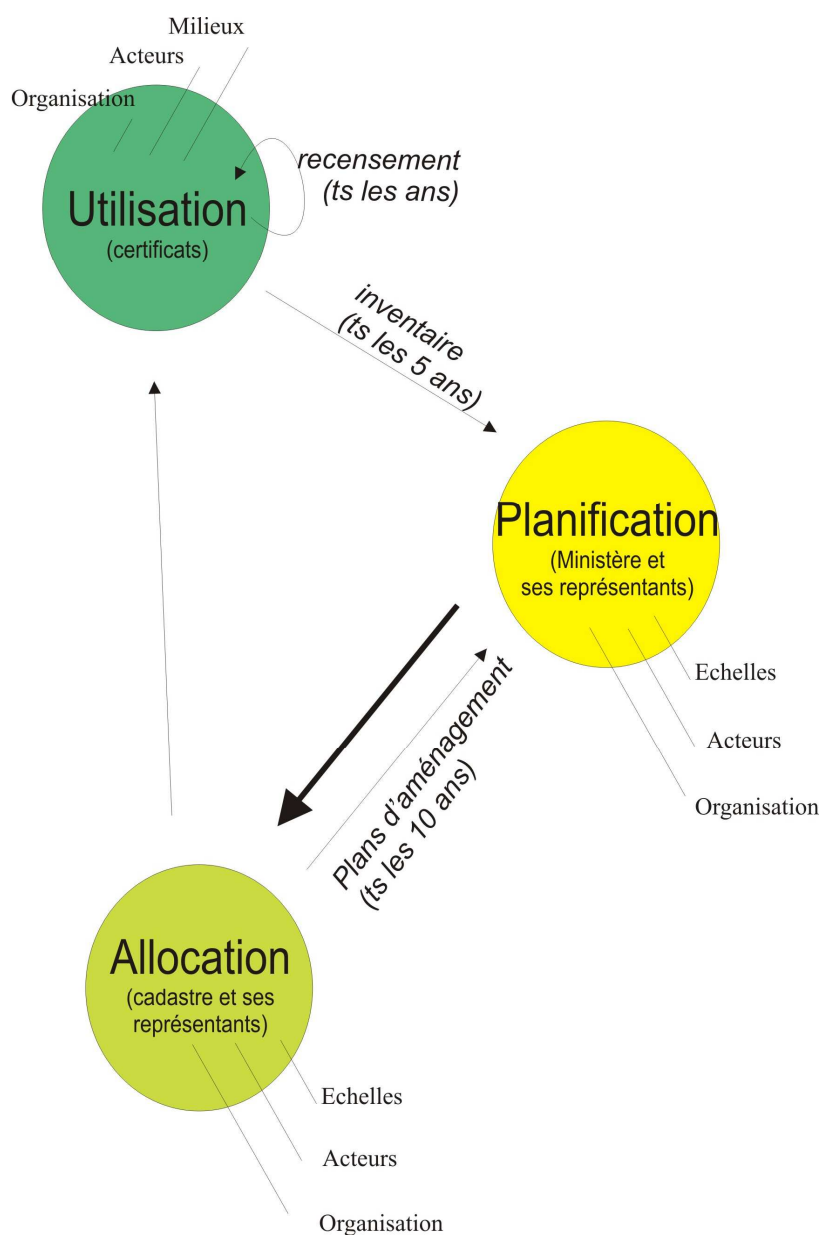 Milieux
Acteurs
Organisation
recensement
(ts les ans)
Utilisation
(certificats)
inventaire
(ts les 5 ans)
Planification
(Ministère et
ses représentants)
Echelles
Acteurs
Organisation
Plans d'aménagement
(ts les 10 ans)
Allocation
(cadastre et ses
représentants)
Echelles
Acteurs
Organisation